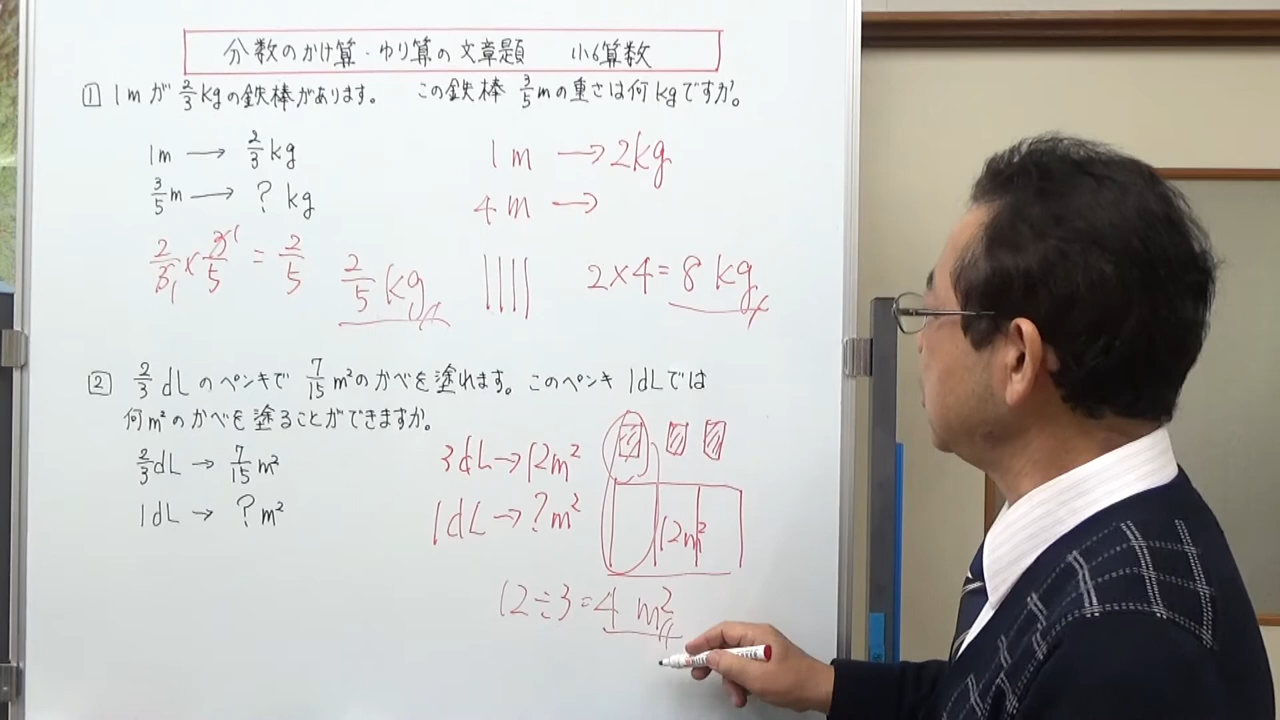 分数のかけ算・わり算の文章題　小6算数
① 1mが 2/3 kgの鉄棒があります。　この鉄棒 3/5 mの重さは何kgですか。
1m → 2/3 kg
3/5 m → ? kg
2/3 × 3/5 = 2/5
1 1
2/5 kg
1m → 2kg
4m →
2×4=8kg
② 2/3 dLのペンキで 7/15 m²のかべを塗れます。このペンキ 1dLでは
何m²のかべを塗ることができますか。
2/3 dL → 7/15 m²
1dL → ? m²
3dL→12m²
1dL→?m²
12m²
12÷3=4 m²